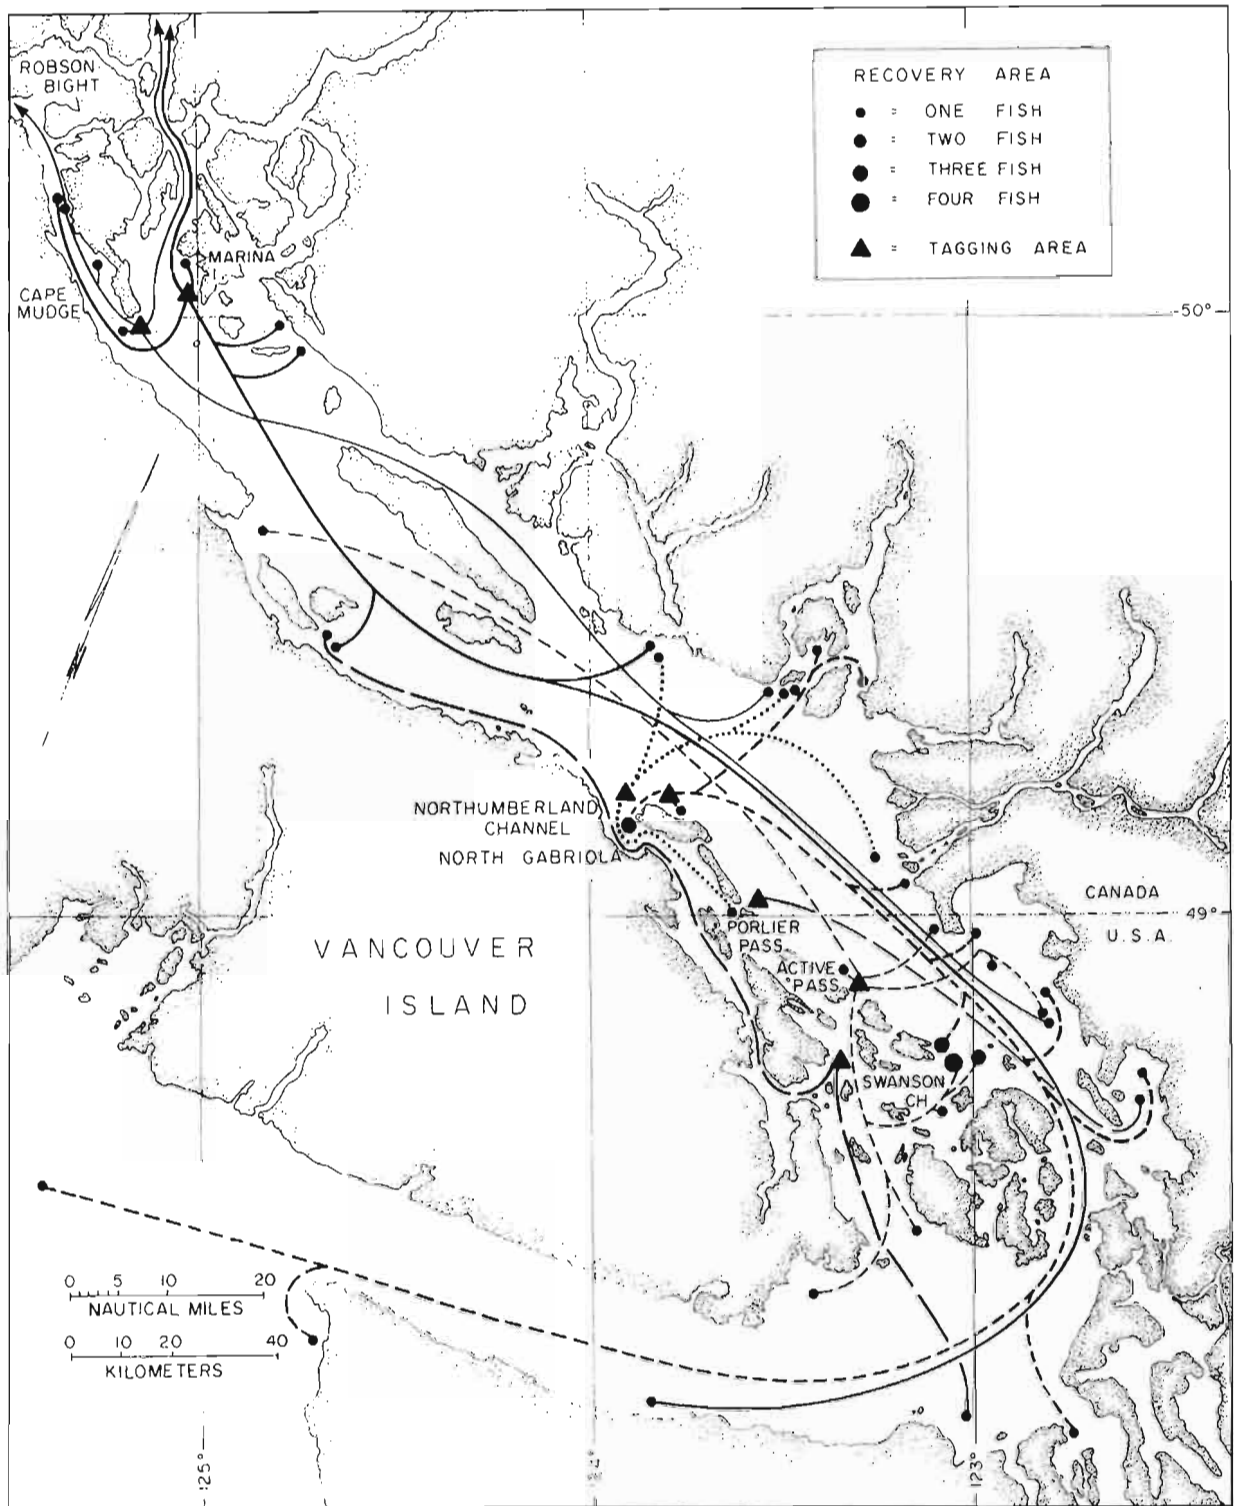 ROBSON
BIGHT
RECOVERY AREA
= ONE FISH
= TWO FISH
= THREE FISH
= FOUR FISH
= TAGGING AREA
MARINA
I.
CAPE
MUDGE
50°
NORTHUMBERLAND
CHANNEL
NORTH GABRIOLA
CANADA
49°
U.S.A.
PORLIER
PASS
VANCOUVER
ISLAND
ACTIVE
PASS
SWANSON
CH
0 5 10 20
NAUTICAL MILES
0 10 20 40
KILOMETERS
125°
124°
123°